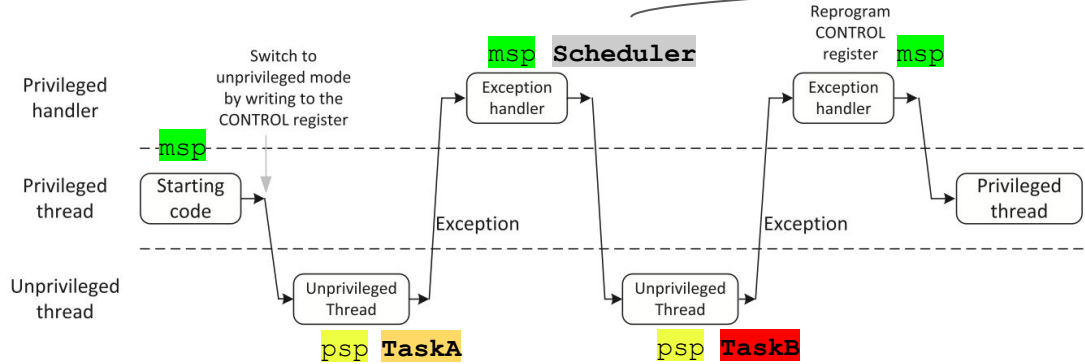 Switch to
unprivileged mode
by writing to the
CONTROL register
msp Scheduler
Reprogram
CONTROL
register
msp
Privileged
handler
Exception
handler
Exception
handler
msp
Privileged
thread
Starting
code
Exception
Exception
Privileged
thread
Unprivileged
thread
Unprivileged
Thread
Unprivileged
Thread
psp TaskA
psp TaskB